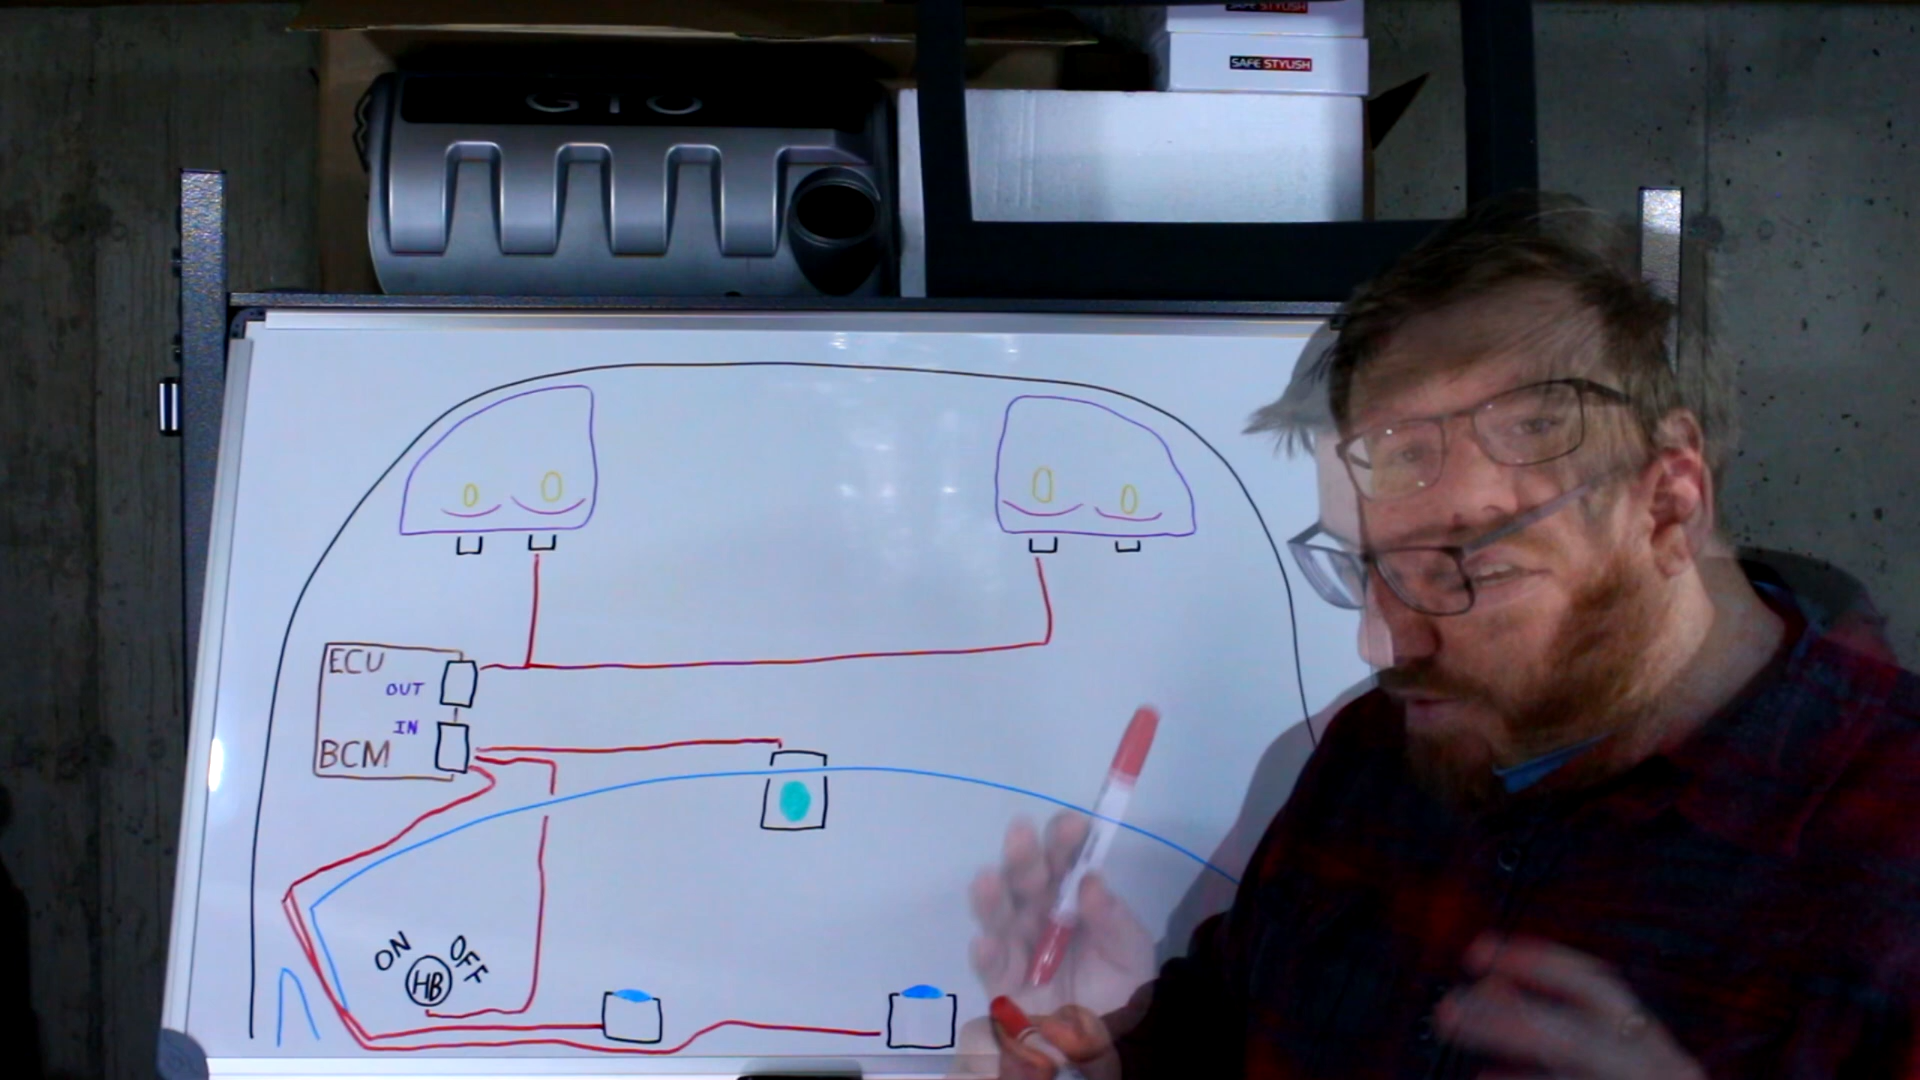 SAFE STYLISH
SAFE STYLISH
GTO
ECU
OUT
IN
BCM
ON
OFF
HB